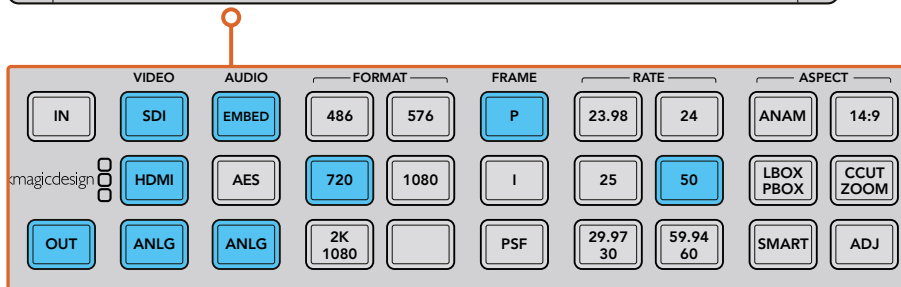 VIDEO AUDIO FORMAT FRAME RATE ASPECT
IN SDI EMBED 486 576 P 23.98 24 ANAM 14:9
magicdesign HDMI AES 720 1080 I 25 50 LBOX PBOX CCUT ZOOM
OUT ANLG ANLG 2K 1080 PSF 29.97 30 59.94 60 SMART ADJ